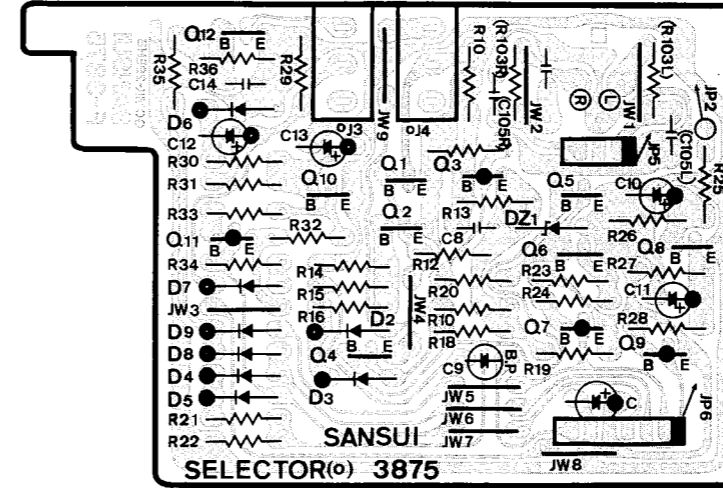 Q12
B E
R35
R36
C14
R29
R10
(R103R)
(R103L)
JP2
D6
C12
C13
J3
JW9
J4
(C105R)
JW2
R
L
JW1
JP5
(C105L)
R25
R30
R31
R33
Q10
B E
Q1
B E
Q3
B E
Q5
B E
C10
Q11
B E
R32
Q2
B E
R13
C8
DZ1
R26
Q8
B E
R34
D7
JW3
R14
R15
R16
D2
JW4
R12
R20
R10
R18
Q6
B E
R23
R24
R27
C11
R28
D9
D8
D4
D5
Q4
B E
D3
C9
B.P
Q7
B E
R19
Q9
B E
C
JP6
R21
R22
JW5
JW6
JW7
JW8
SANSUI
SELECTOR(o) 3875